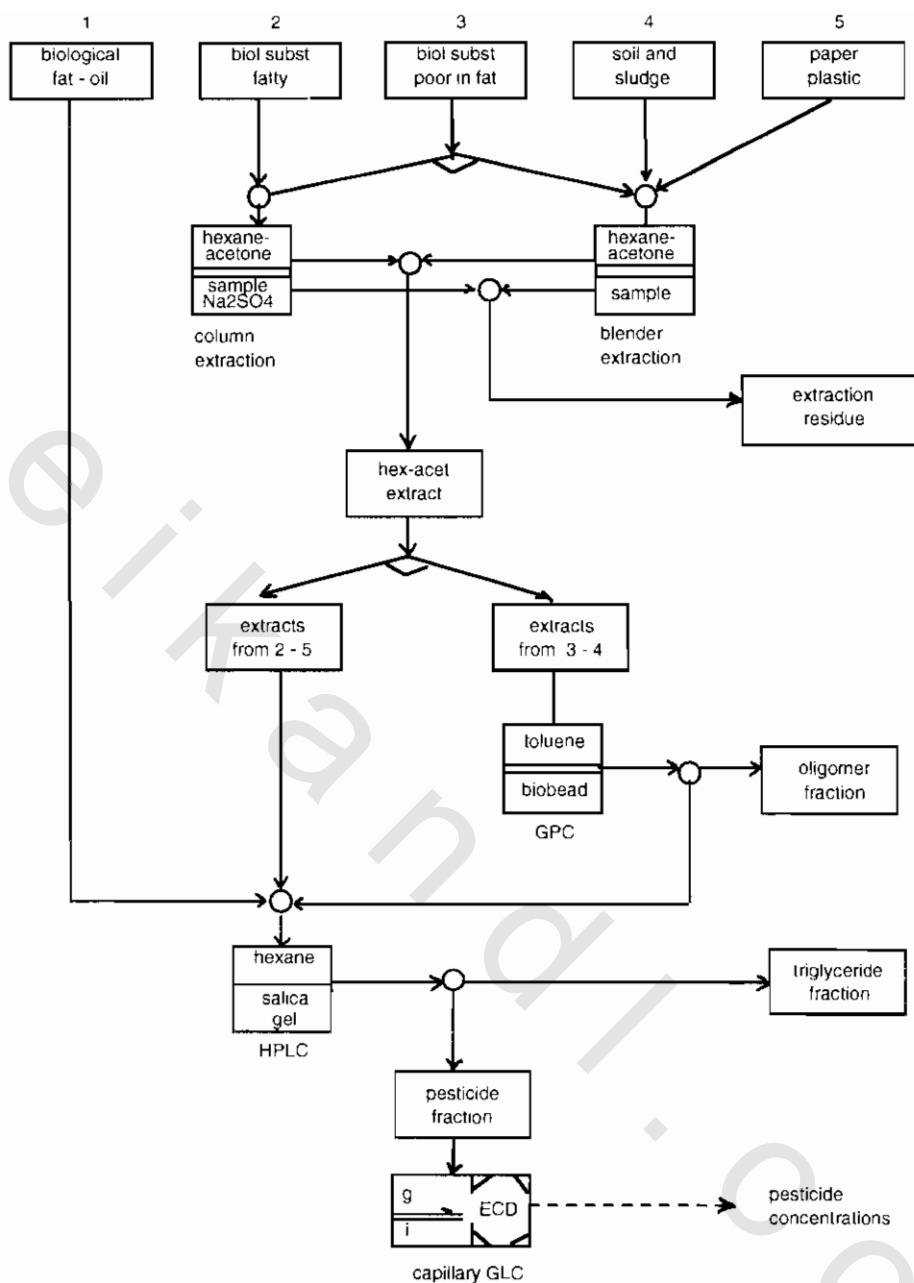 1 2 3 4 5
biological
fat - oil
biol subst
fatty
biol subst
poor in fat
soil and
sludge
paper
plastic
hexane-
acetone
sample
Na2SO4
column
extraction
hexane-
acetone
sample
blender
extraction
extraction
residue
hex-acet
extract
extracts
from 2 - 5
extracts
from 3 - 4
toluene
biobead
GPC
oligomer
fraction
hexane
salica
gel
HPLC
triglyceride
fraction
pesticide
fraction
g
i
ECD
capillary GLC
pesticide
concentrations
eikandl.co